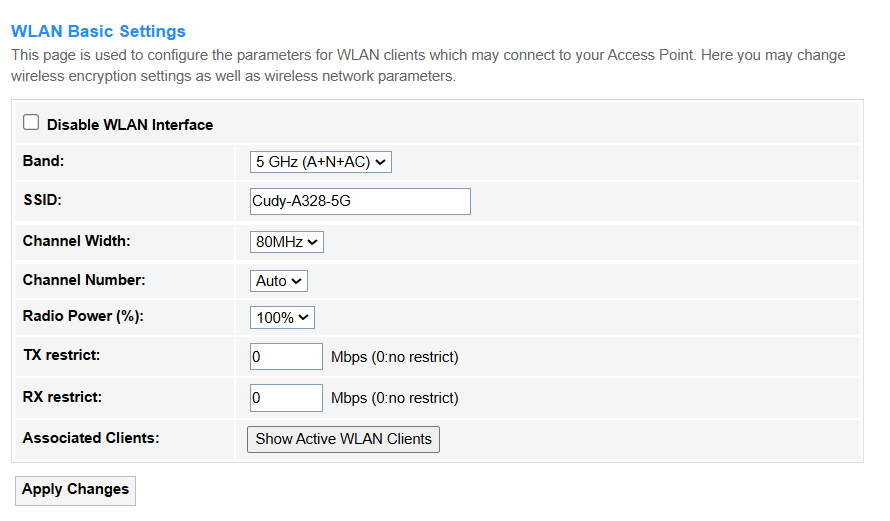 WLAN Basic Settings
This page is used to configure the parameters for WLAN clients which may connect to your Access Point. Here you may change
wireless encryption settings as well as wireless network parameters.
Disable WLAN Interface
Band: 5 GHz (A+N+AC)
SSID: Cudy-A328-5G
Channel Width: 80MHz
Channel Number: Auto
Radio Power (%): 100%
TX restrict: 0 Mbps (0:no restrict)
RX restrict: 0 Mbps (0:no restrict)
Associated Clients: Show Active WLAN Clients
Apply Changes